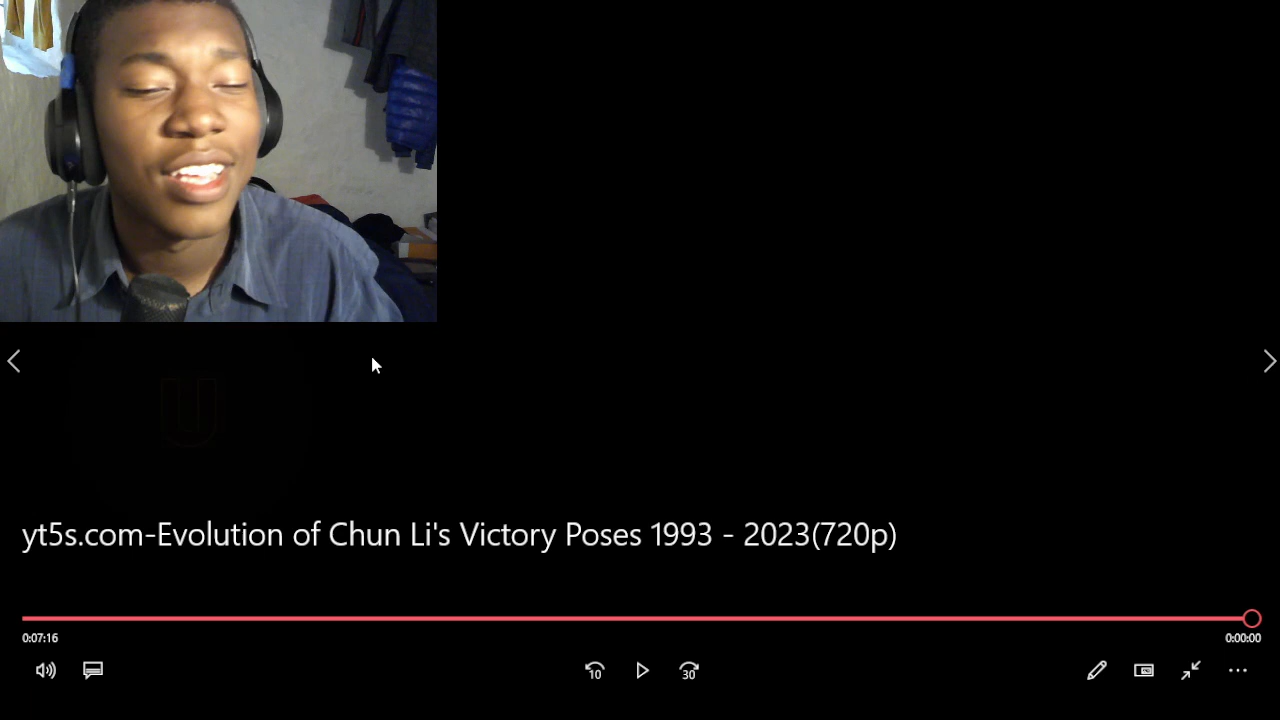 U
yt5s.com-Evolution of Chun Li's Victory Poses 1993 - 2023(720p)
0:07:16
0:00:00
10
30